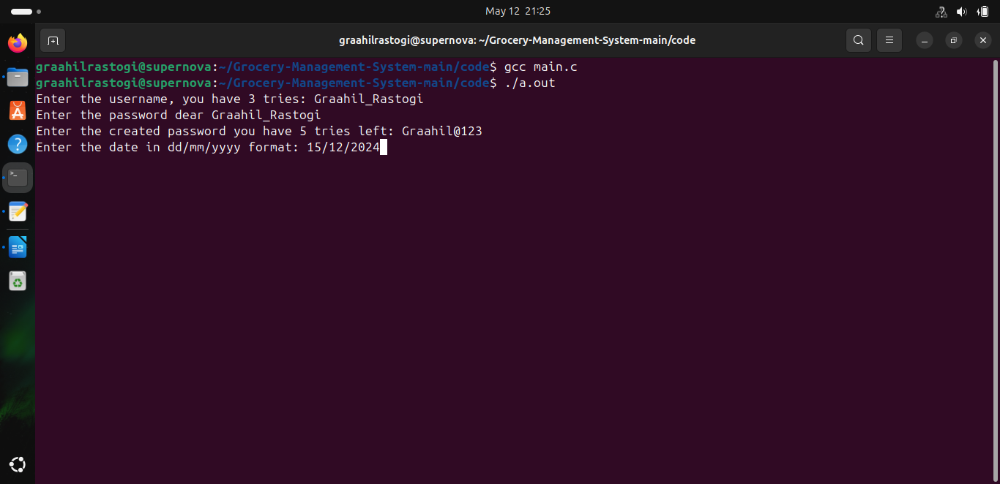 May 12 21:25
graahilrastogi@supernova: ~/Grocery-Management-System-main/code
graahilrastogi@supernova:~/Grocery-Management-System-main/code$ gcc main.c
graahilrastogi@supernova:~/Grocery-Management-System-main/code$ ./a.out
Enter the username, you have 3 tries: Graahil_Rastogi
Enter the password dear Graahil_Rastogi
Enter the created password you have 5 tries left: Graahil@123
Enter the date in dd/mm/yyyy format: 15/12/2024